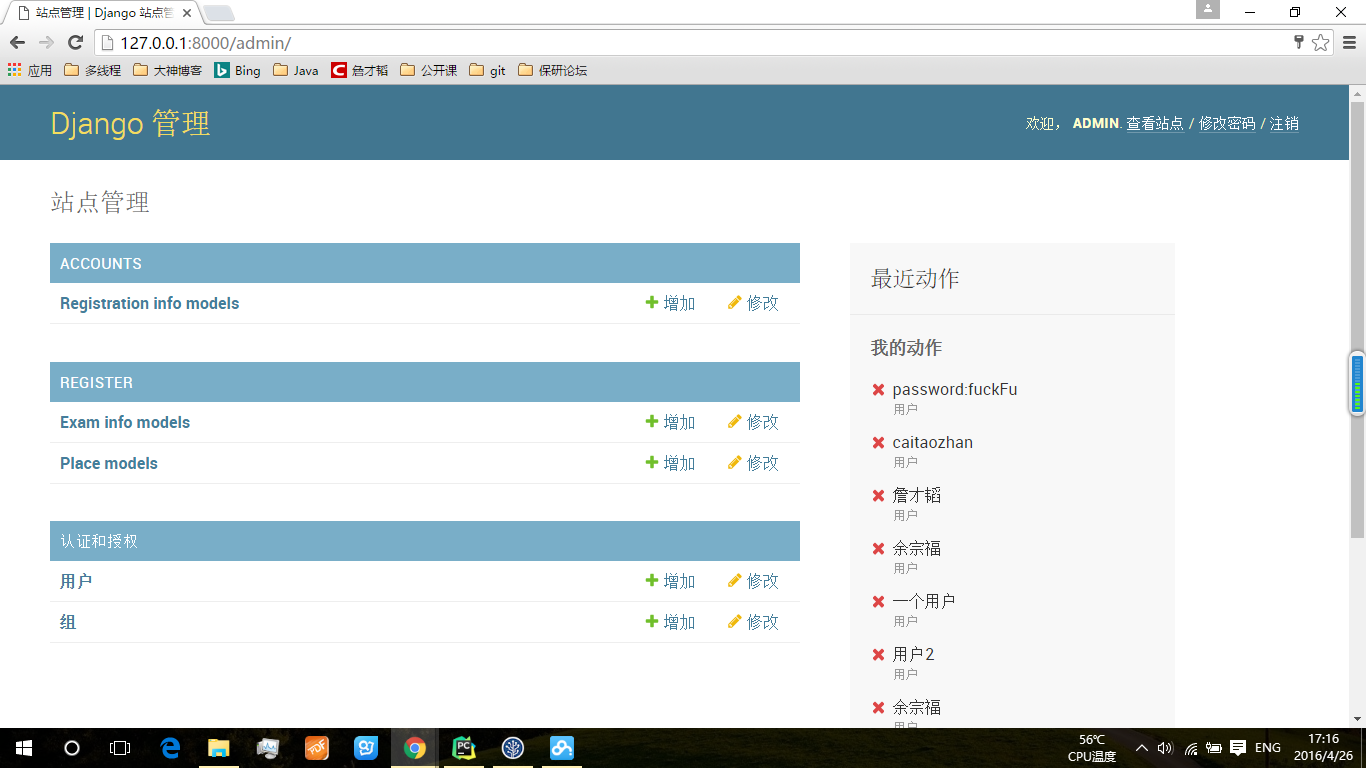 站点管理 | Django 站点管
127.0.0.1:8000/admin/
应用 多线程 大神博客 Bing Java 詹才韬 公开课 git 保研论坛
Django 管理
欢迎， ADMIN. 查看站点 / 修改密码 / 注销
站点管理
ACCOUNTS
Registration info models 增加 修改
REGISTER
Exam info models 增加 修改
Place models 增加 修改
认证和授权
用户 增加 修改
组 增加 修改
最近动作
我的动作
password:fuckFu
用户
caitaozhan
用户
詹才韬
用户
余宗福
用户
一个用户
用户
用户2
用户
余宗福
用户
56℃
CPU温度
ENG
17:16
2016/4/26